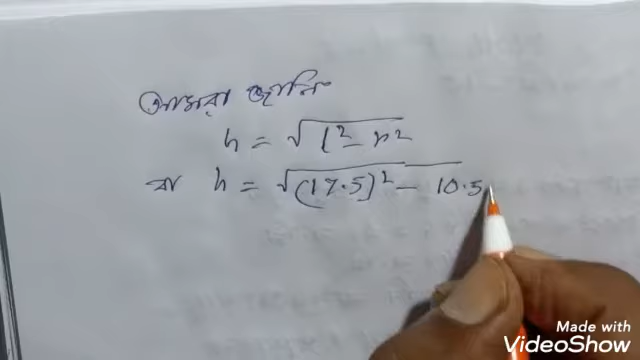 আমরা জানি
h = √l² - r²
বা h = √(17.5)² - 10.5
Made with
VideoShow